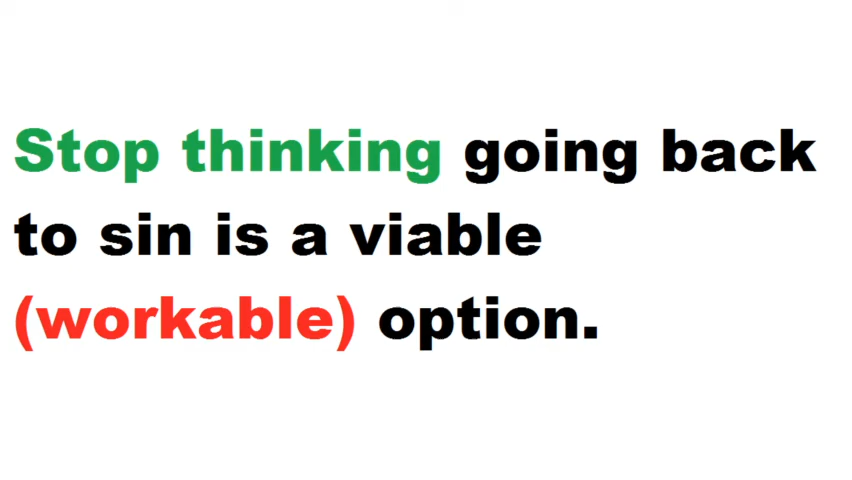 Stop thinking going back
to sin is a viable
(workable) option.